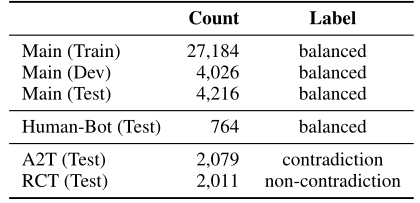 Count Label
Main (Train) 27,184 balanced
Main (Dev) 4,026 balanced
Main (Test) 4,216 balanced
Human-Bot (Test) 764 balanced
A2T (Test) 2,079 contradiction
RCT (Test) 2,011 non-contradiction